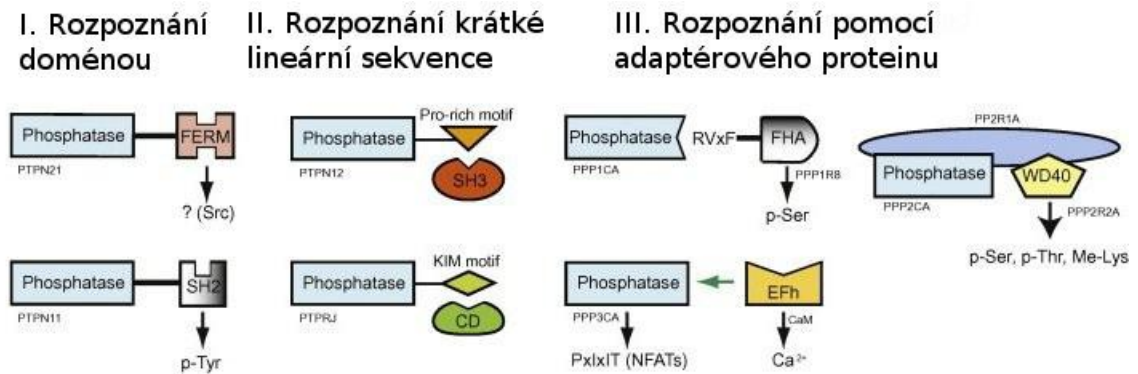 I. Rozpoznání
doménou
II. Rozpoznání krátké
lineární sekvence
III. Rozpoznání pomocí
adaptérového proteinu
Phosphatase
FERM
PTPN21
? (Src)
Phosphatase
SH2
PTPN11
p-Tyr
Pro-rich motif
Phosphatase
PTPN12
SH3
KIM motif
Phosphatase
PTPRJ
CD
Phosphatase
RVxF
FHA
PPP1CA
PPP1R8
p-Ser
PP2R1A
Phosphatase
WD40
PPP2CA
PPP2R2A
p-Ser, p-Thr, Me-Lys
Phosphatase
EFh
PPP3CA
CaM
PxIxIT (NFATs)
Ca²⁺